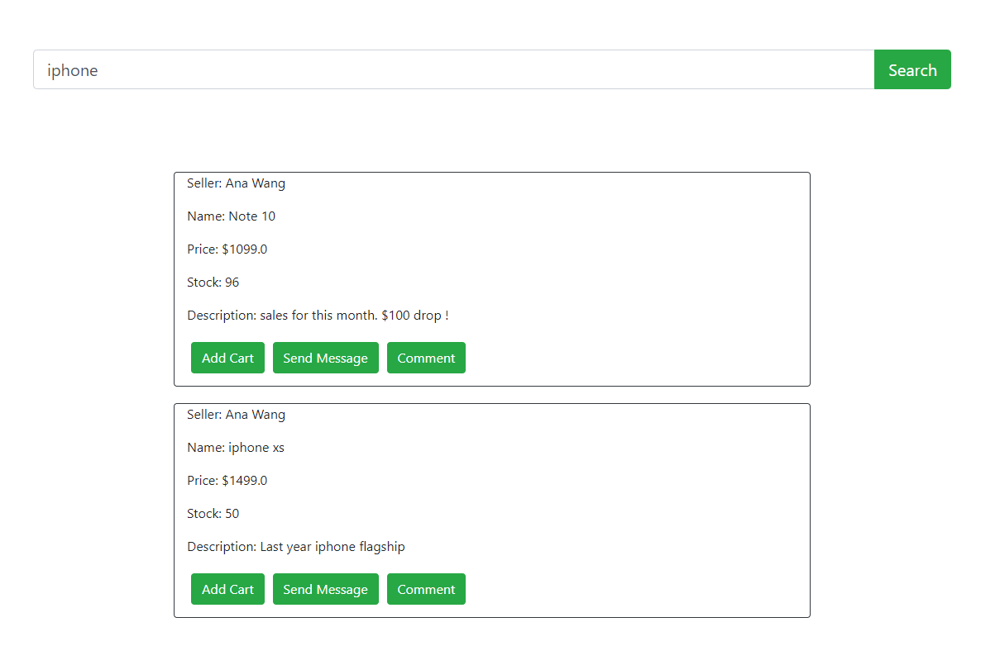 iphone Search
Seller: Ana Wang
Name: Note 10
Price: $1099.0
Stock: 96
Description: sales for this month. $100 drop !
Add Cart Send Message Comment
Seller: Ana Wang
Name: iphone xs
Price: $1499.0
Stock: 50
Description: Last year iphone flagship
Add Cart Send Message Comment